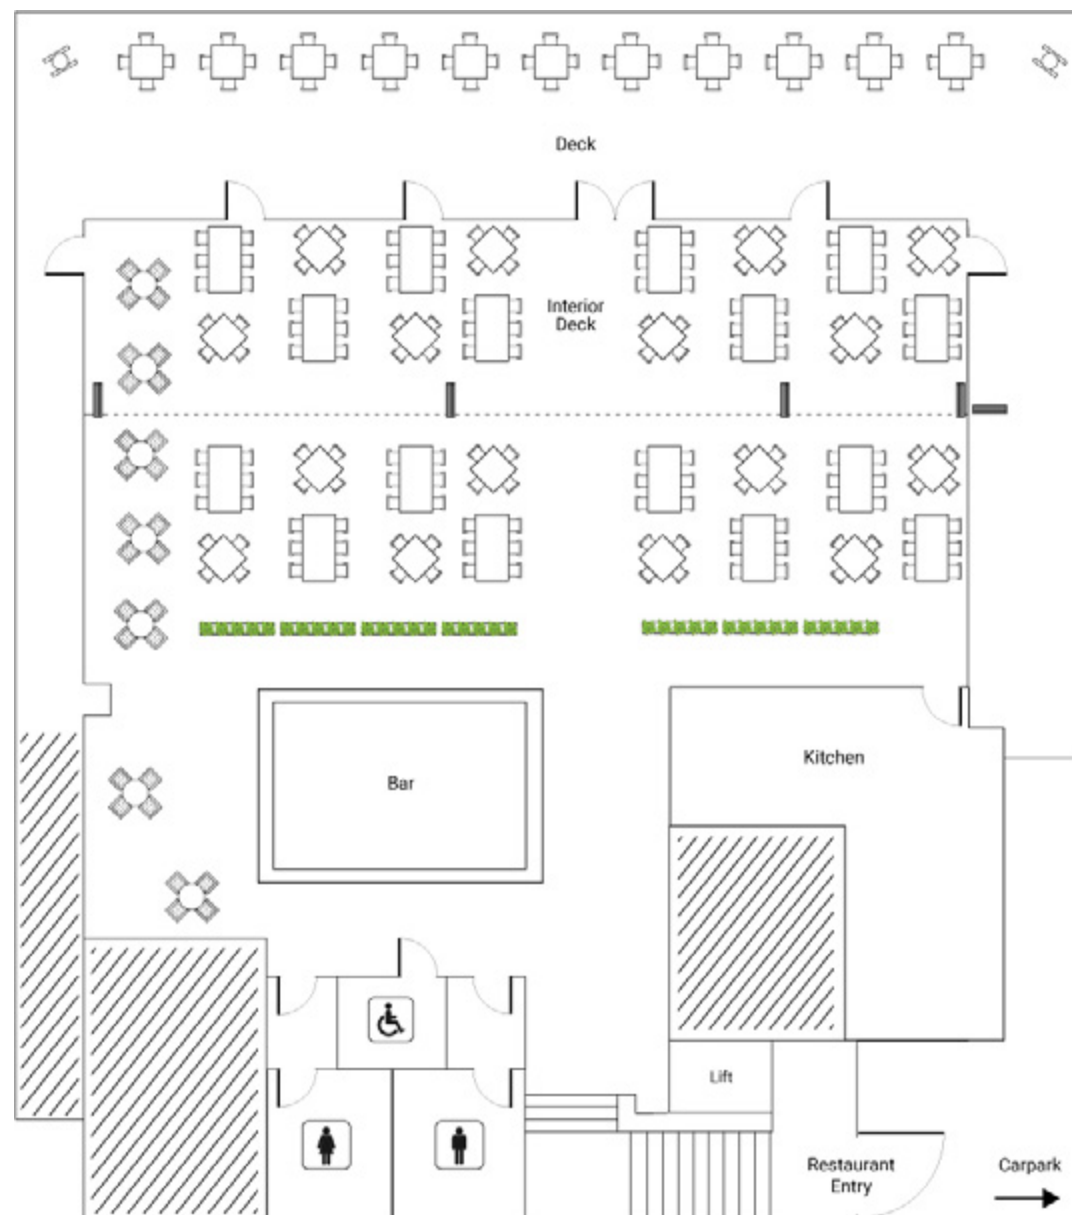 Deck
Interior
Deck
Bar
Kitchen
Lift
Restaurant
Entry
Carpark